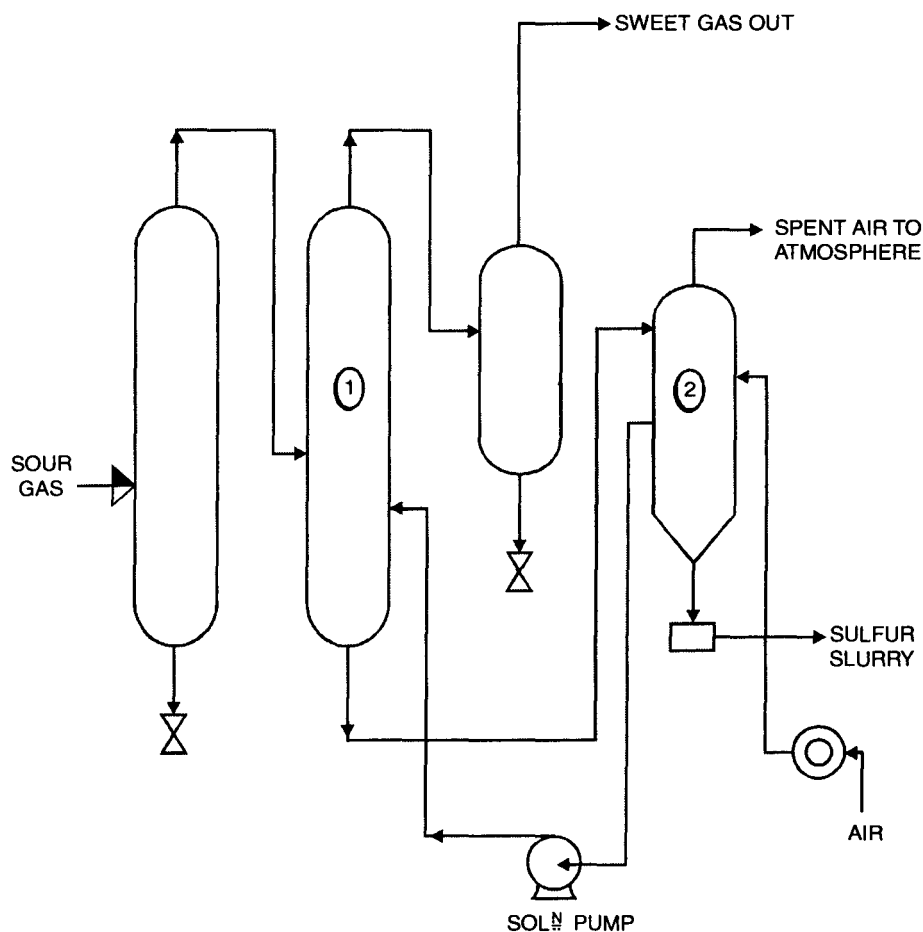 SWEET GAS OUT
SPENT AIR TO
ATMOSPHERE
1
2
SOUR
GAS
SULFUR
SLURRY
AIR
SOLN PUMP